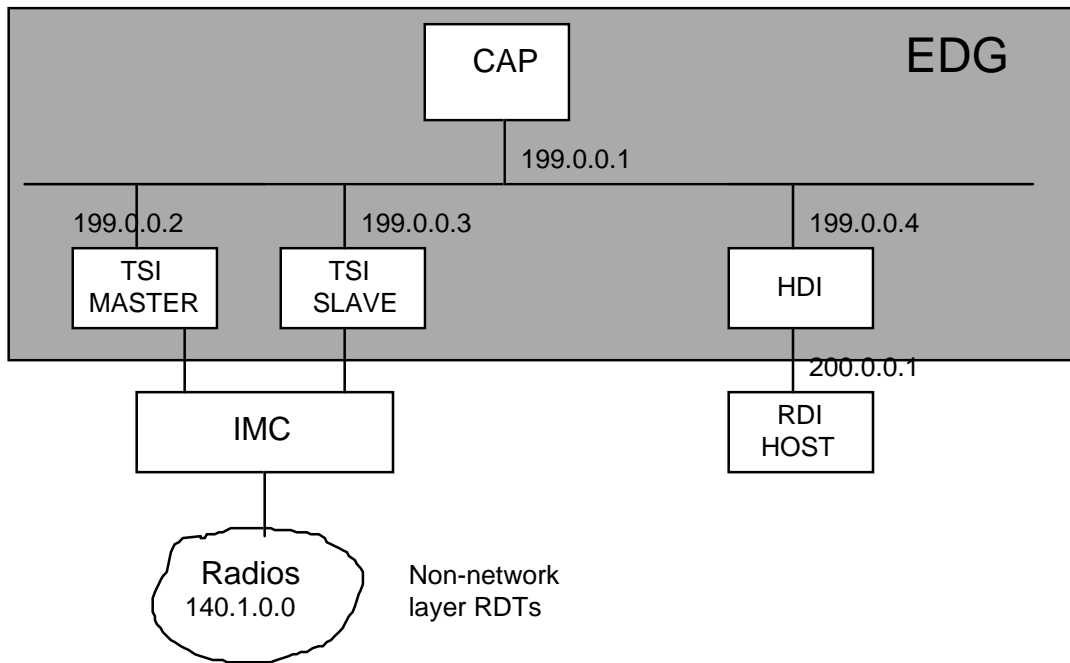 CAP
EDG
199.0.0.1
199.0.0.2
199.0.0.3
199.0.0.4
TSI
MASTER
TSI
SLAVE
HDI
200.0.0.1
IMC
RDI
HOST
Radios
140.1.0.0
Non-network
layer RDTs